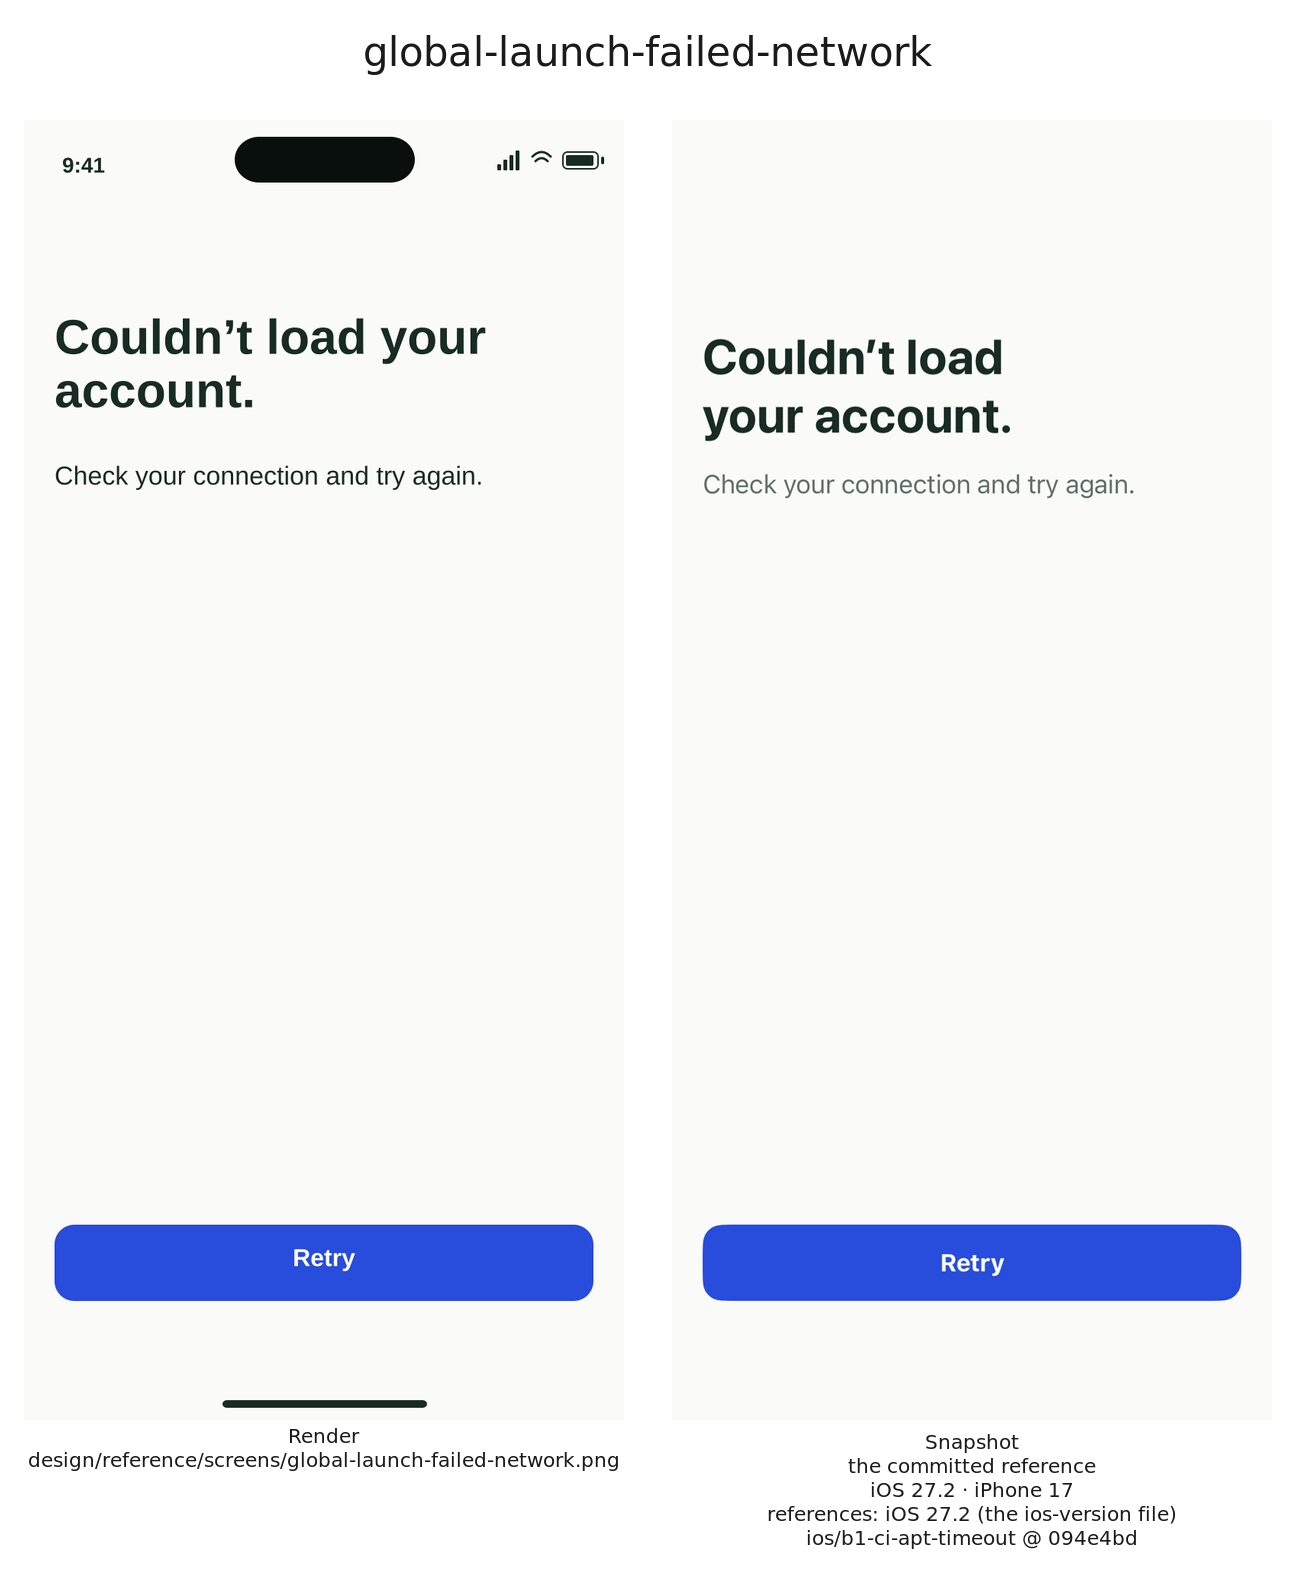 global-launch-failed-network
9:41
Couldn’t load your
account.
Check your connection and try again.
Retry
Render
design/reference/screens/global-launch-failed-network.png
Couldn’t load
your account.
Check your connection and try again.
Retry
Snapshot
the committed reference
iOS 27.2 · iPhone 17
references: iOS 27.2 (the ios-version file)
ios/b1-ci-apt-timeout @ 094e4bd